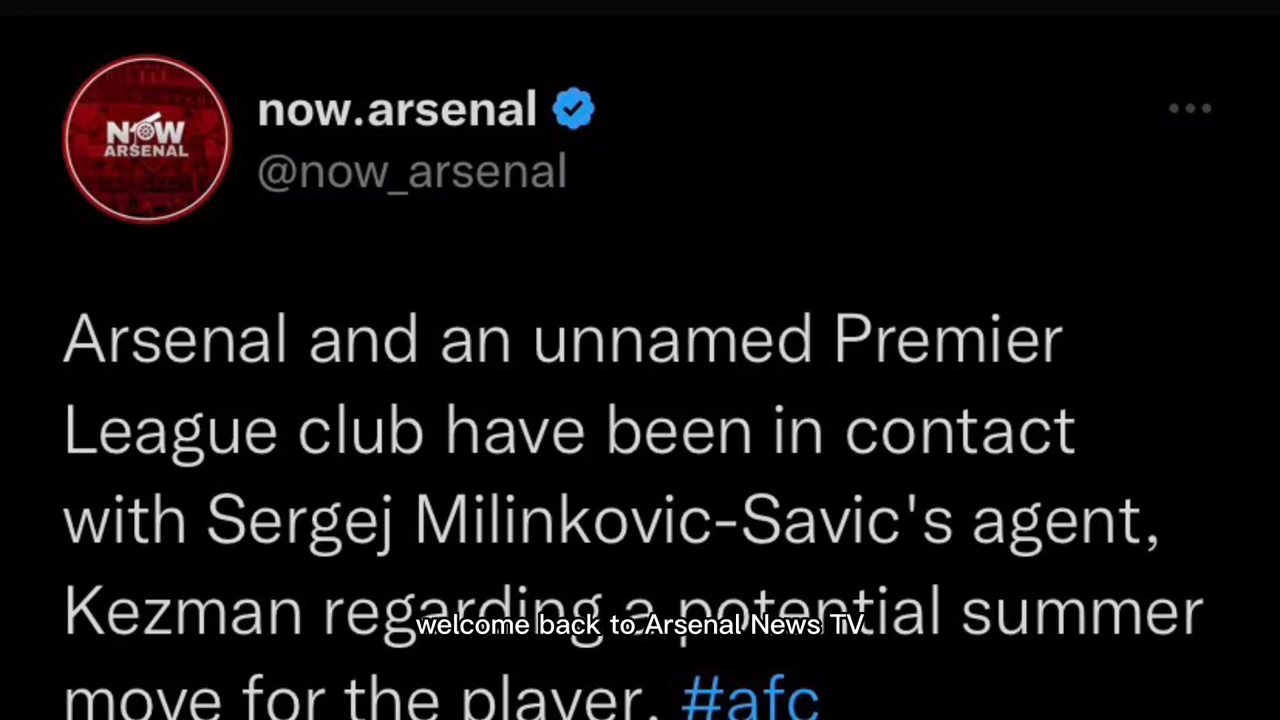 NOW
ARSENAL
now.arsenal
@now_arsenal
Arsenal and an unnamed Premier
League club have been in contact
with Sergej Milinkovic-Savic's agent,
Kezman regarding a potential summer
welcome back to Arsenal News TV
move for the player. #afc